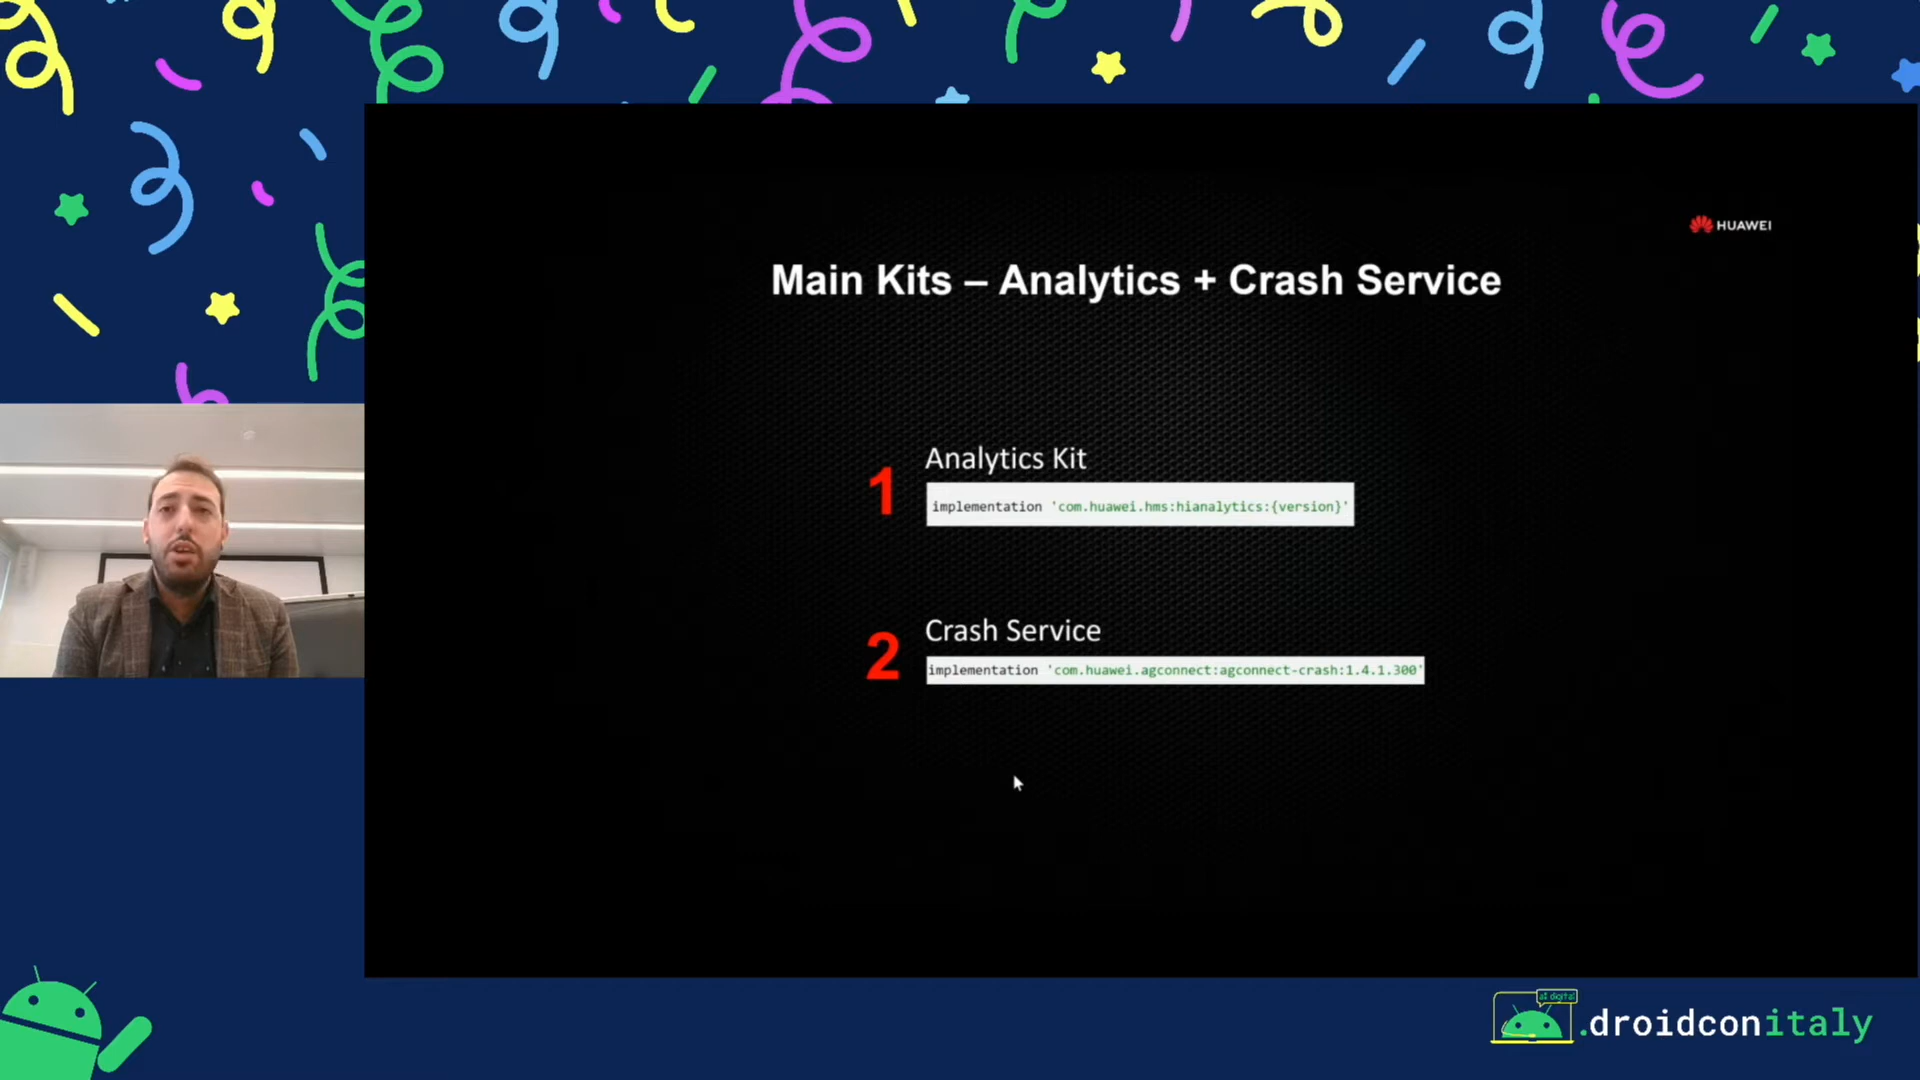 HUAWEI
Main Kits – Analytics + Crash Service
1
Analytics Kit
implementation 'com.huawei.hms:hianalytics:{version}'
2
Crash Service
implementation 'com.huawei.agconnect:agconnect-crash:1.4.1.300'
.droidconitaly